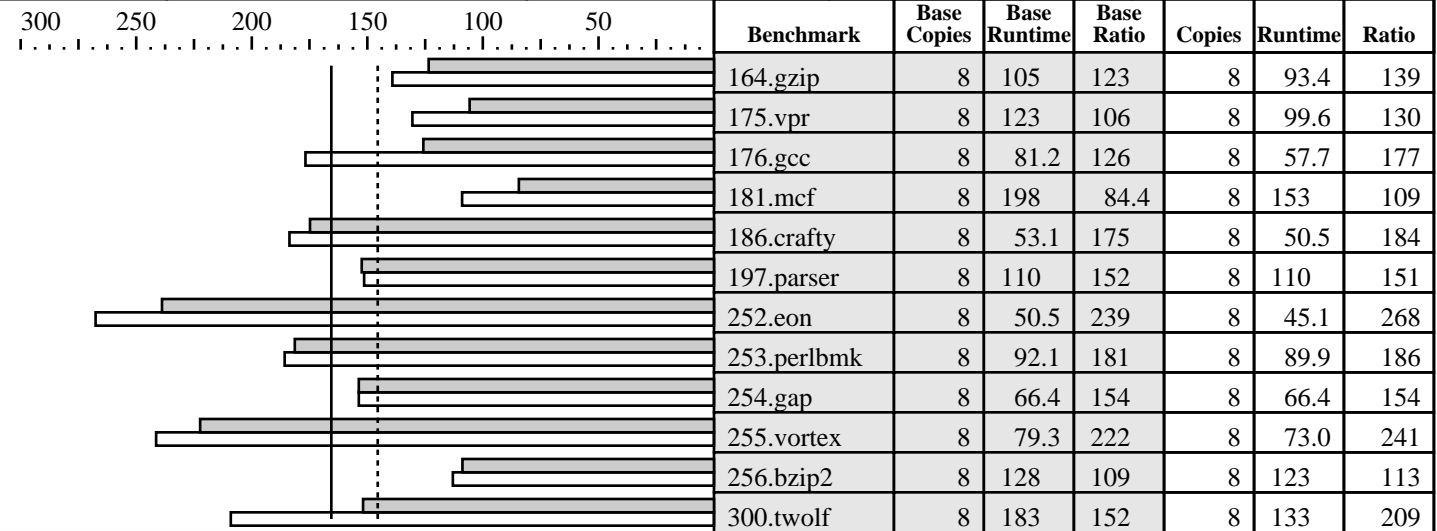 300 250 200 150 100 50
Benchmark Base Copies Base Runtime Base Ratio Copies Runtime Ratio
164.gzip 8 105 123 8 93.4 139
175.vpr 8 123 106 8 99.6 130
176.gcc 8 81.2 126 8 57.7 177
181.mcf 8 198 84.4 8 153 109
186.crafty 8 53.1 175 8 50.5 184
197.parser 8 110 152 8 110 151
252.eon 8 50.5 239 8 45.1 268
253.perlbmk 8 92.1 181 8 89.9 186
254.gap 8 66.4 154 8 66.4 154
255.vortex 8 79.3 222 8 73.0 241
256.bzip2 8 128 109 8 123 113
300.twolf 8 183 152 8 133 209